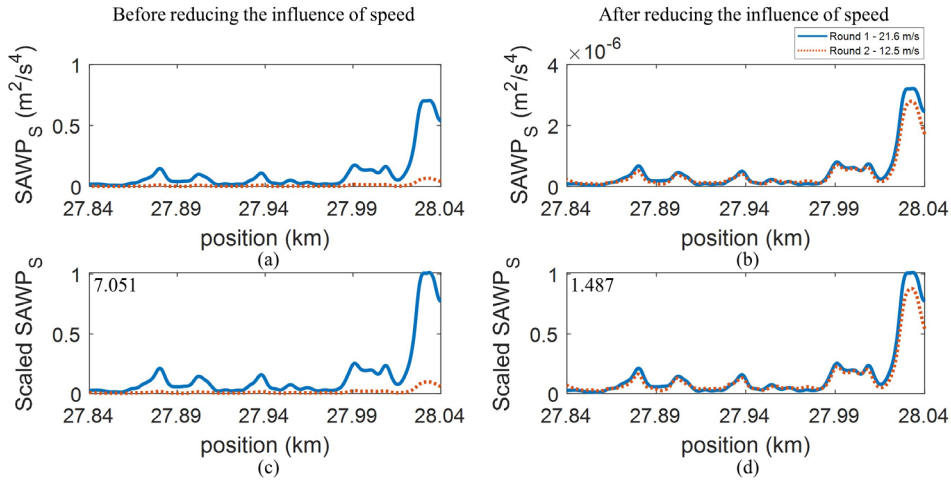 Before reducing the influence of speed
After reducing the influence of speed
Round 1 - 21.6 m/s
Round 2 - 12.5 m/s
SAWP_S (m^2/s^4)
1
0.5
0
27.84 27.89 27.94 27.99 28.04
position (km)
(a)
× 10^-6
SAWP_S (m^2/s^4)
4
2
0
27.84 27.89 27.94 27.99 28.04
position (km)
(b)
7.051
Scaled SAWP_S
1
0.5
0
27.84 27.89 27.94 27.99 28.04
position (km)
(c)
1.487
Scaled SAWP_S
1
0.5
0
27.84 27.89 27.94 27.99 28.04
position (km)
(d)